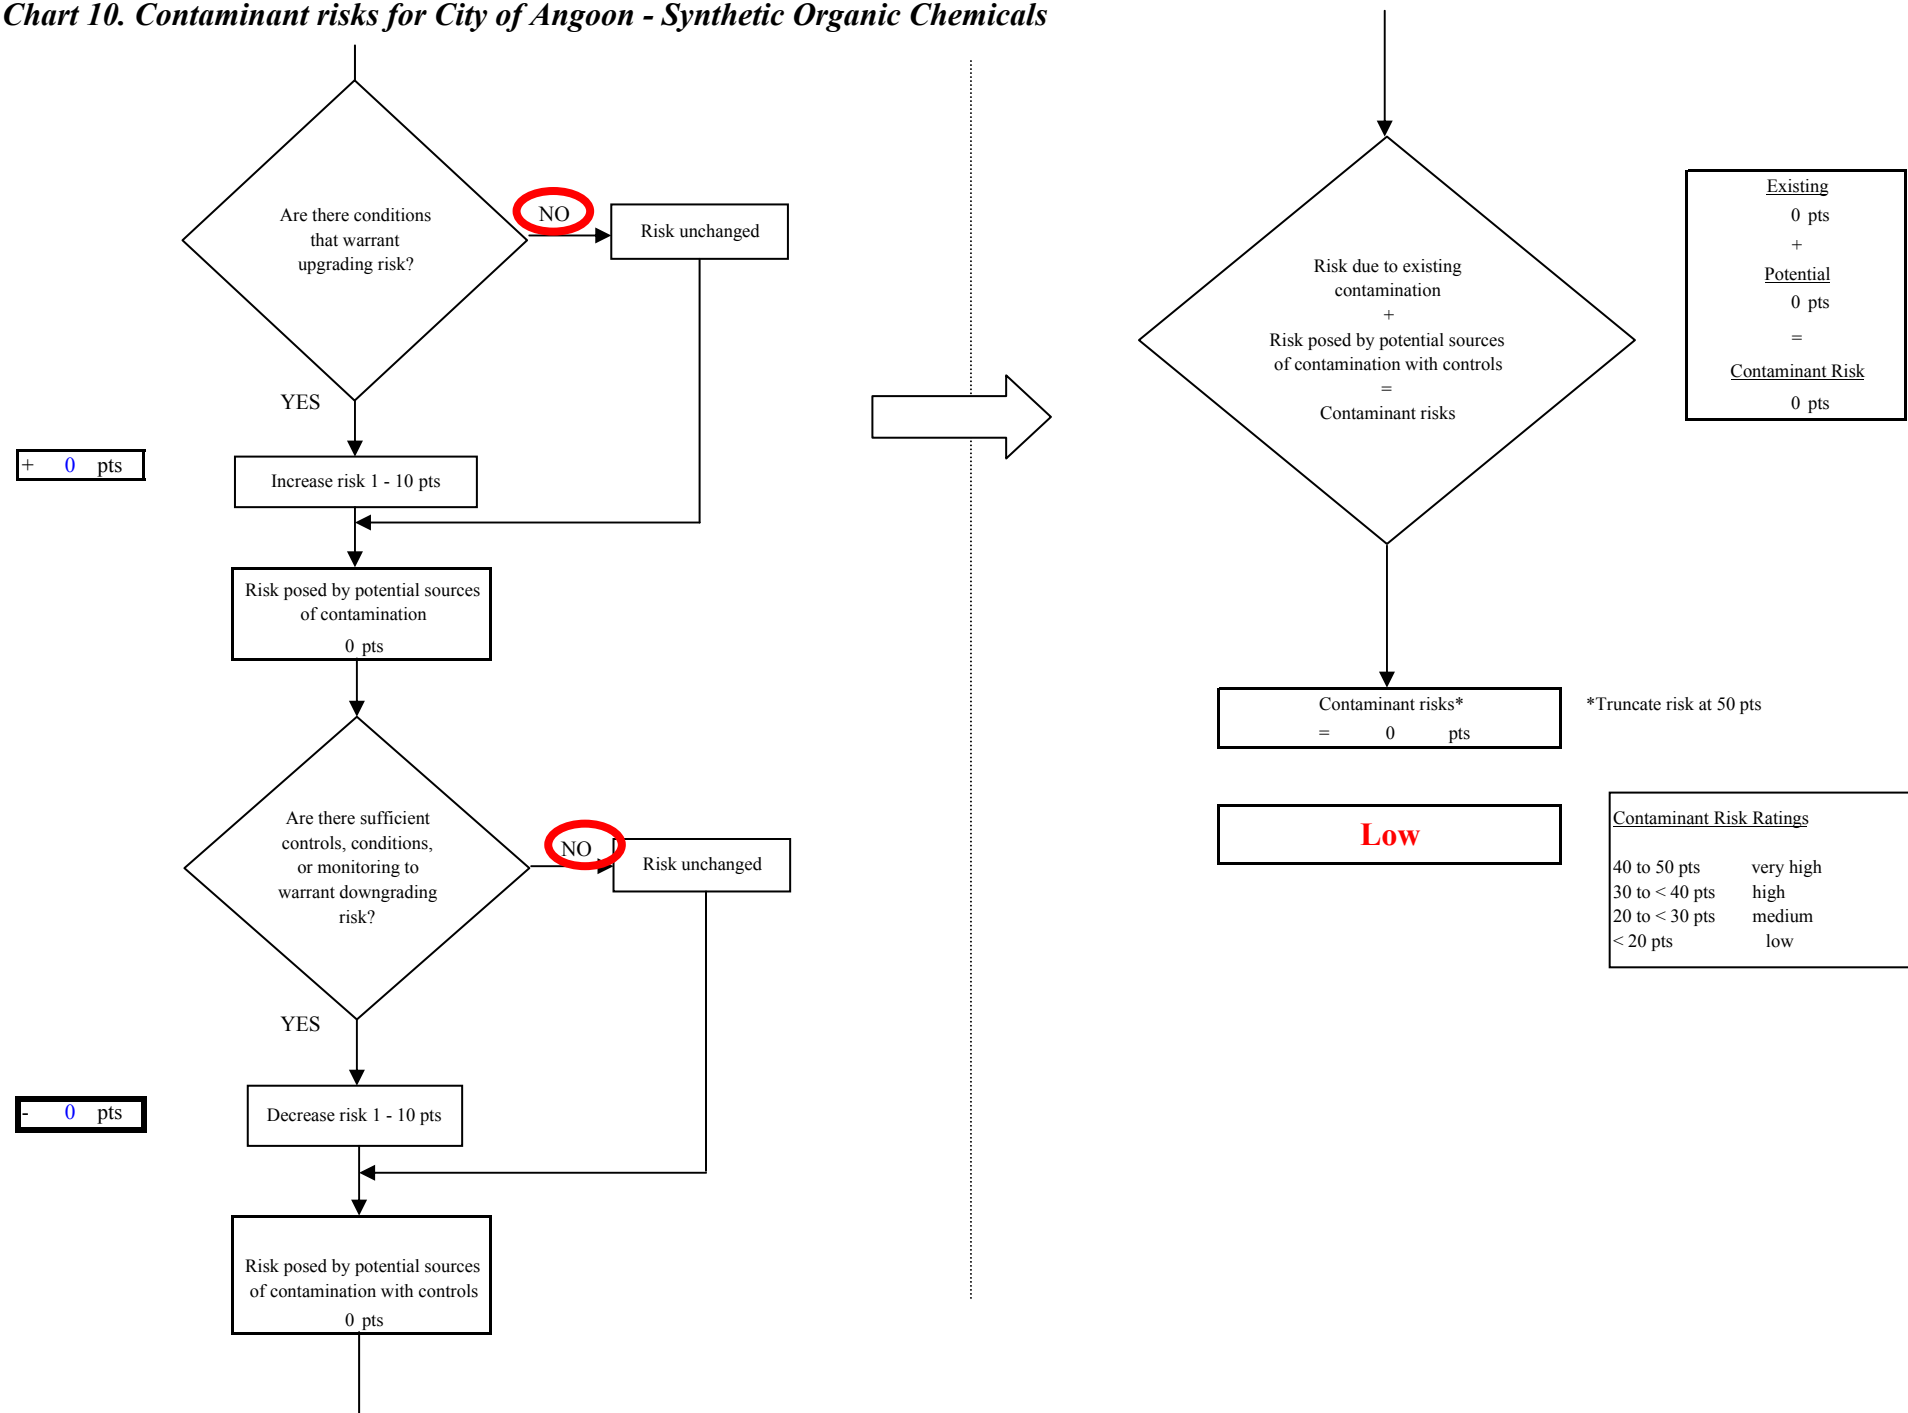 Chart 10. Contaminant risks for City of Angoon - Synthetic Organic Chemicals
Are there conditions
that warrant
upgrading risk?
NO
Risk unchanged
YES
+ 0 pts
Increase risk 1 - 10 pts
Risk posed by potential sources
of contamination
0 pts
Are there sufficient
controls, conditions,
or monitoring to
warrant downgrading
risk?
NO
Risk unchanged
YES
- 0 pts
Decrease risk 1 - 10 pts
Risk posed by potential sources
of contamination with controls
0 pts
Risk due to existing
contamination
+
Risk posed by potential sources
of contamination with controls
=
Contaminant risks
Existing
0 pts
+
Potential
0 pts
=
Contaminant Risk
0 pts
Contaminant risks*
= 0 pts
*Truncate risk at 50 pts
Low
Contaminant Risk Ratings
40 to 50 pts very high
30 to < 40 pts high
20 to < 30 pts medium
< 20 pts low